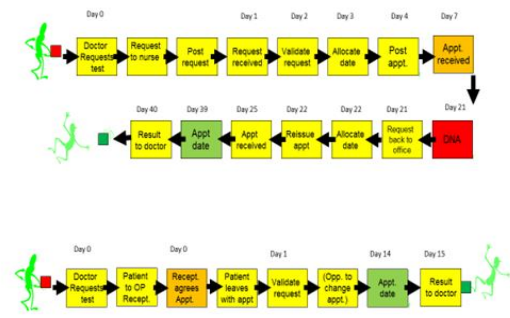 Day 0
Day 1
Day 2
Day 3
Day 4
Day 7
Doctor
Requests
test
Request
to nurse
Post
request
Request
received
Validate
request
Allocate
date
Post
appt.
Appt.
received
Day 40
Day 39
Day 25
Day 22
Day 22
Day 21
Day 21
Result
to doctor
Appt
date
Appt
received
Reissue
appt
Allocate
date
Request
back to
office
DNA
Day 0
Day 0
Day 1
Day 14
Day 15
Doctor
Requests
test
Patient
to OP
Recept.
Recept.
agrees
Appt.
Patient
leaves
with appt
Validate
request
(Opp. to
change
appt.)
Appt.
date
Result
to doctor